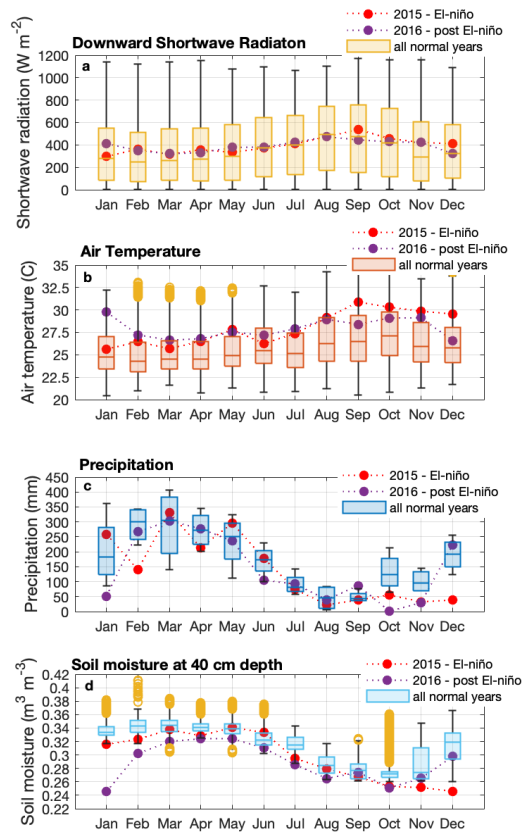 2015 - El-niño
2016 - post El-niño
all normal years
Downward Shortwave Radiaton
a
Shortwave radiation (W m-2)
1200
1000
800
600
400
200
0
Jan Feb Mar Apr May Jun Jul Aug Sep Oct Nov Dec
2015 - El-niño
2016 - post El-niño
all normal years
Air Temperature
b
Air temperature (C)
35
32.5
30
27.5
25
22.5
20
Jan Feb Mar Apr May Jun Jul Aug Sep Oct Nov Dec
Precipitation
c
2015 - El-niño
2016 - post El-niño
all normal years
Precipitation (mm)
450
400
350
300
250
200
150
100
50
0
Jan Feb Mar Apr May Jun Jul Aug Sep Oct Nov Dec
Soil moisture at 40 cm depth
d
2015 - El-niño
2016 - post El-niño
all normal years
Soil moisture (m3 m-3)
0.42
0.4
0.38
0.36
0.34
0.32
0.3
0.28
0.26
0.24
0.22
Jan Feb Mar Apr May Jun Jul Aug Sep Oct Nov Dec